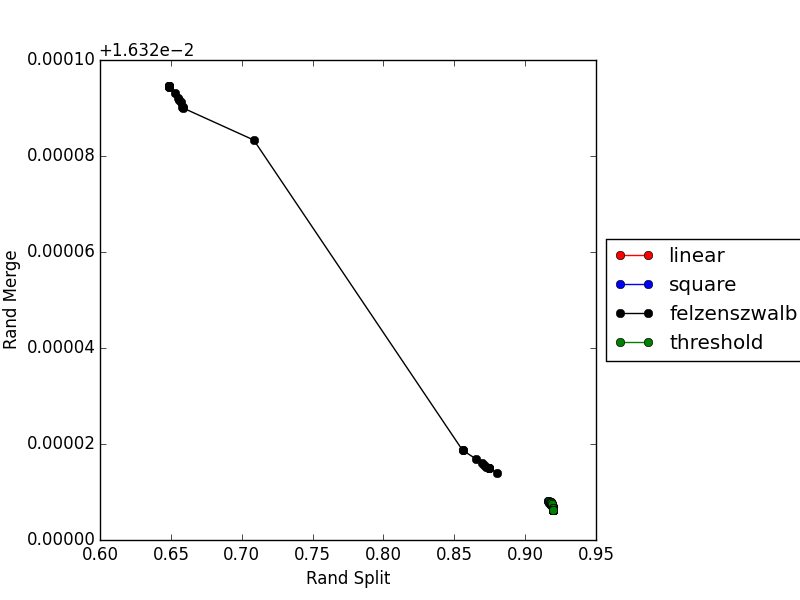 +1.632e−2
0.00010
0.00008
0.00006
0.00004
0.00002
0.00000
Rand Merge
0.60 0.65 0.70 0.75 0.80 0.85 0.90 0.95
Rand Split
linear
square
felzenszwalb
threshold